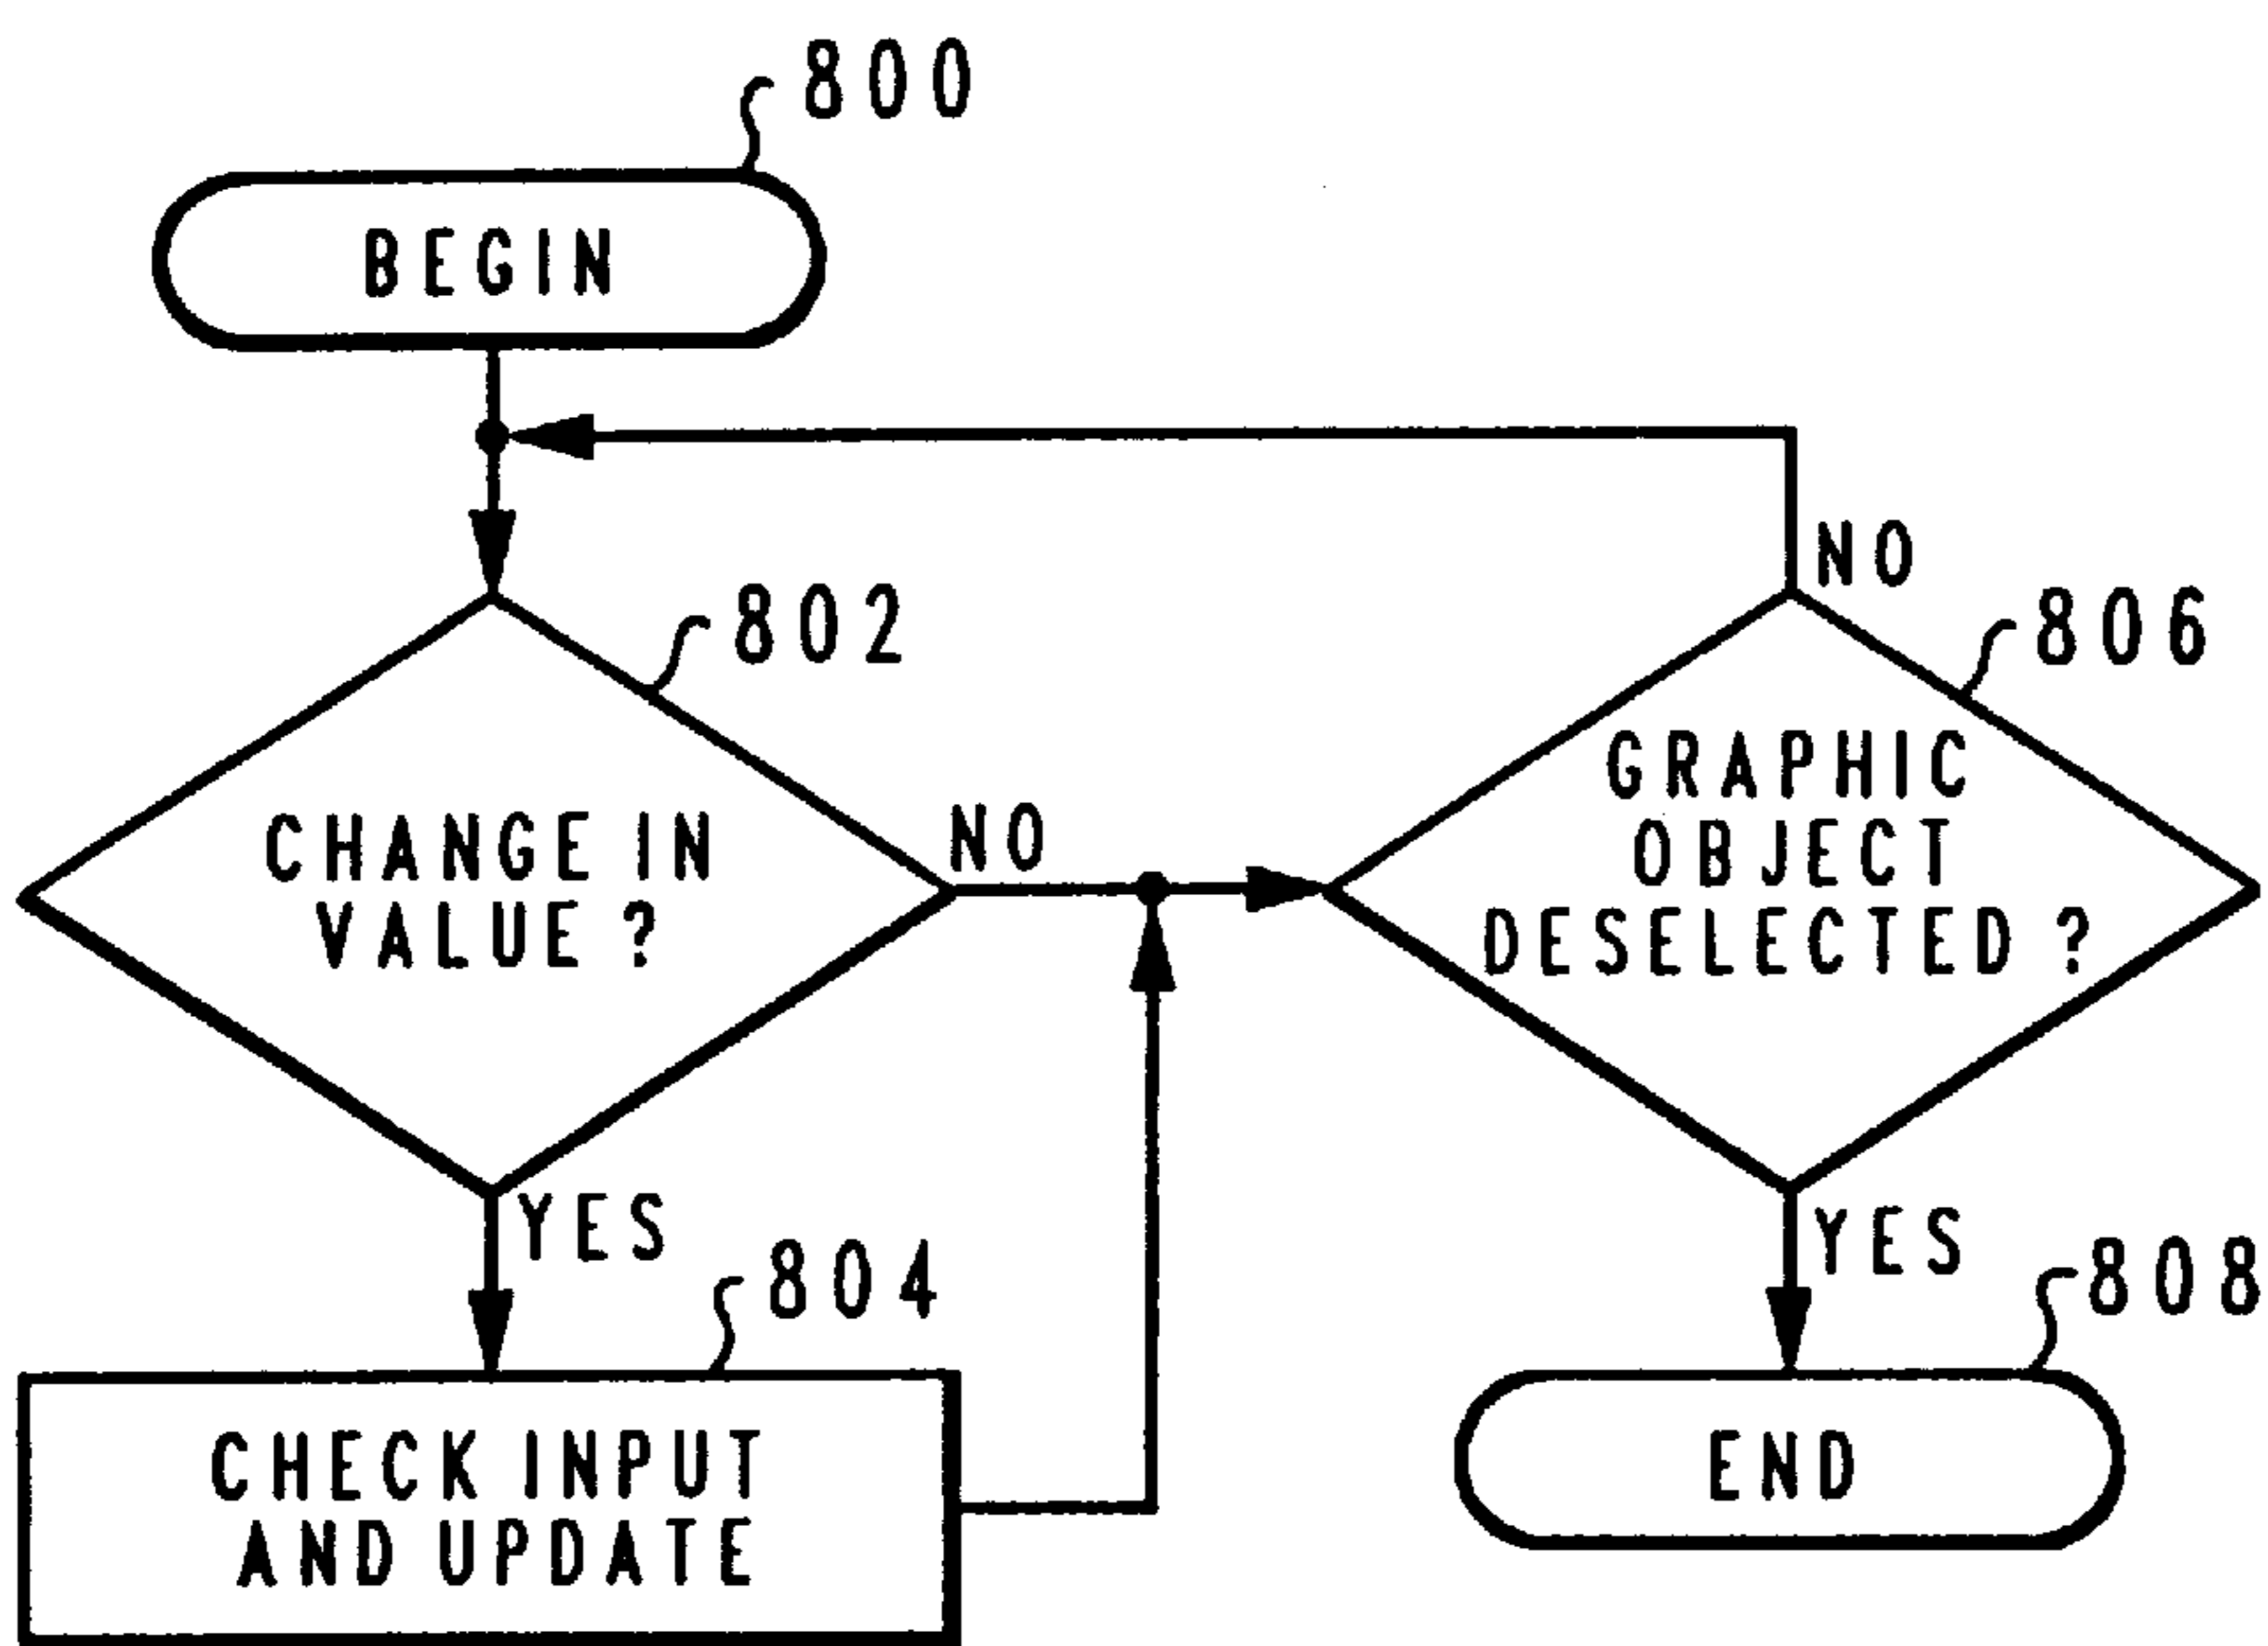 800
BEGIN
NO
802
806
CHANGE IN
VALUE ?
NO
GRAPHIC
OBJECT
DESELECTED ?
YES
804
YES
808
CHECK INPUT
AND UPDATE
END